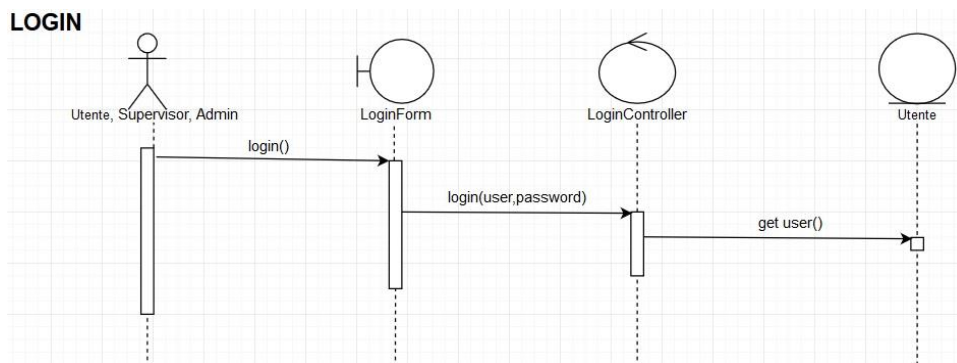 LOGIN
Utente, Supervisor, Admin
LoginForm
LoginController
Utente
login()
login(user,password)
get user()